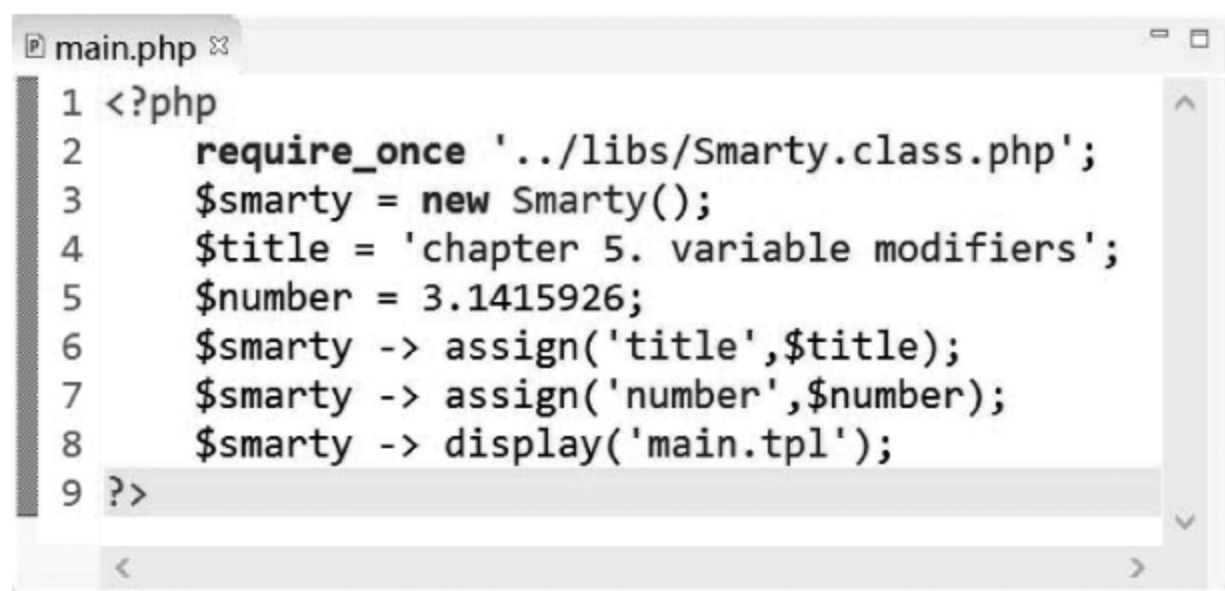 main.php
1 <?php
2 require_once '../libs/Smarty.class.php';
3 $smarty = new Smarty();
4 $title = 'chapter 5. variable modifiers';
5 $number = 3.1415926;
6 $smarty -> assign('title',$title);
7 $smarty -> assign('number',$number);
8 $smarty -> display('main.tpl');
9 ?>